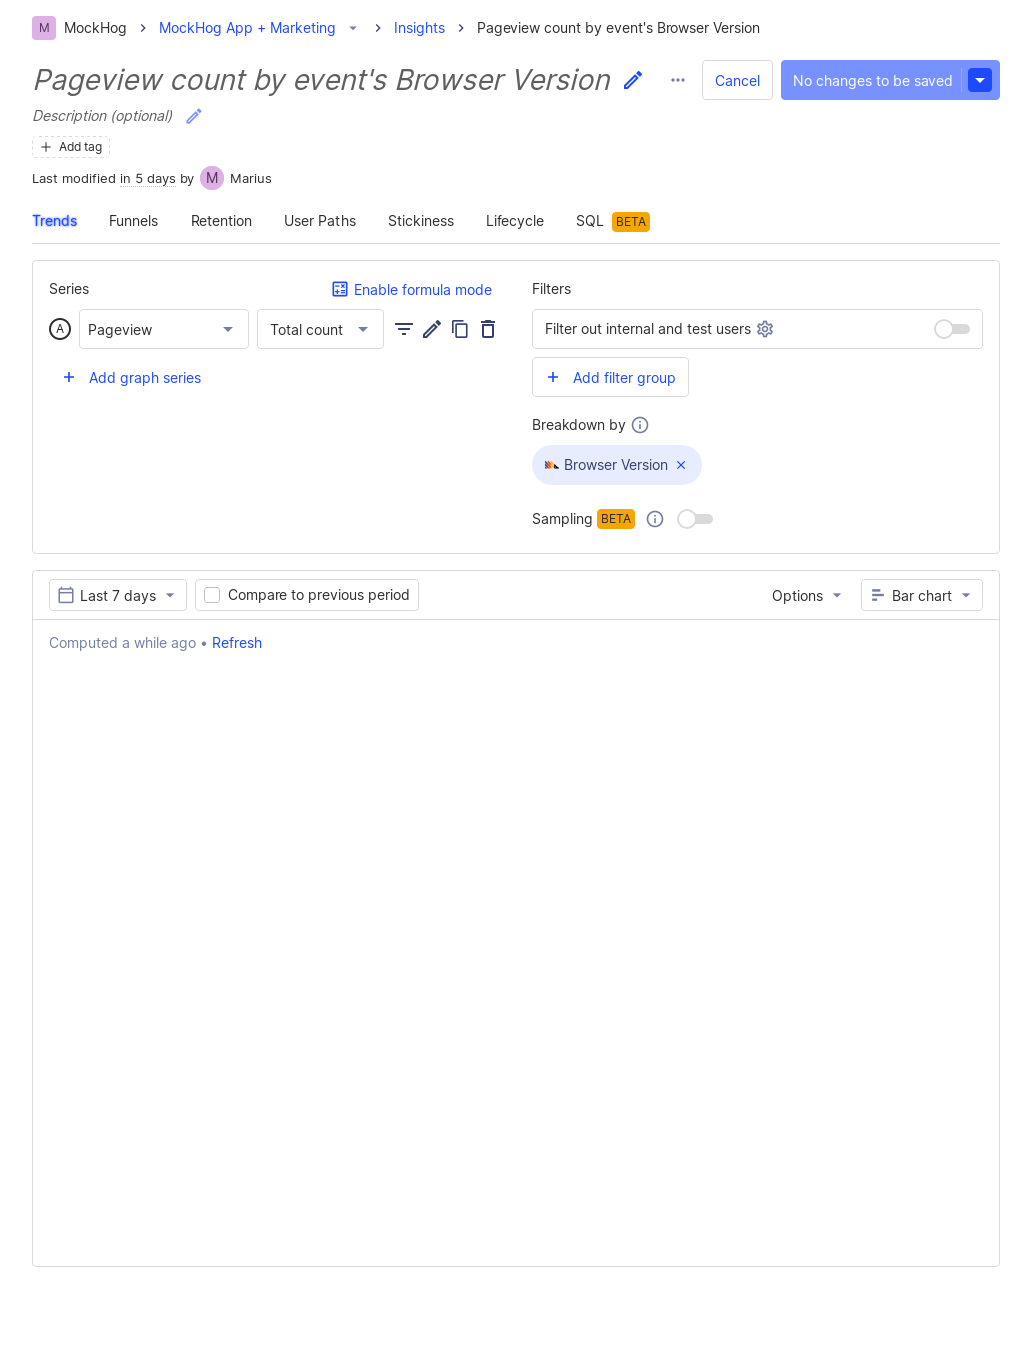 M MockHog MockHog App + Marketing Insights Pageview count by event's Browser Version
Pageview count by event's Browser Version Cancel No changes to be saved
Description (optional)
Add tag
Last modified in 5 days by M Marius
Trends Funnels Retention User Paths Stickiness Lifecycle SQL BETA
Series Enable formula mode
A Pageview Total count
Add graph series
Filters
Filter out internal and test users
Add filter group
Breakdown by
Browser Version
Sampling BETA
Last 7 days Compare to previous period Options Bar chart
Computed a while ago • Refresh